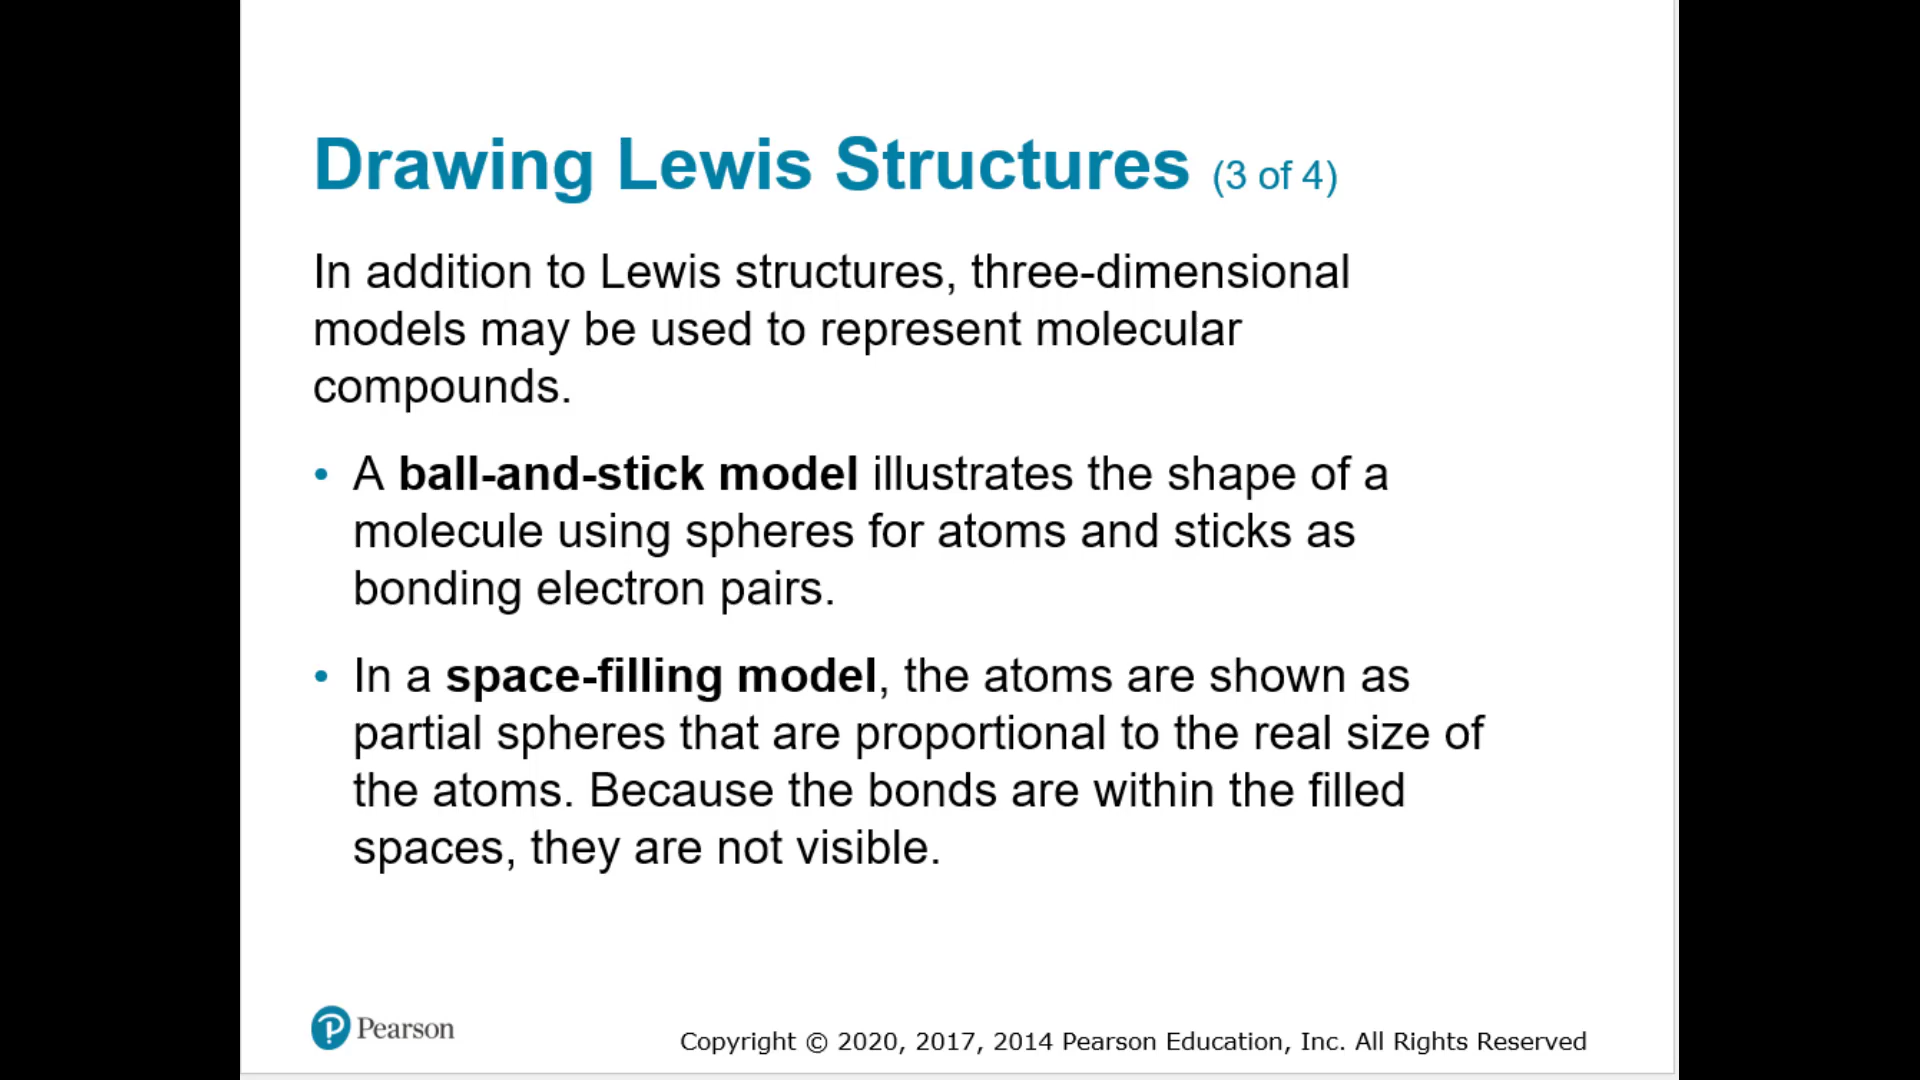 Drawing Lewis Structures (3 of 4)
In addition to Lewis structures, three-dimensional
models may be used to represent molecular
compounds.
• A ball-and-stick model illustrates the shape of a
molecule using spheres for atoms and sticks as
bonding electron pairs.
• In a space-filling model, the atoms are shown as
partial spheres that are proportional to the real size of
the atoms. Because the bonds are within the filled
spaces, they are not visible.
Pearson
Copyright © 2020, 2017, 2014 Pearson Education, Inc. All Rights Reserved